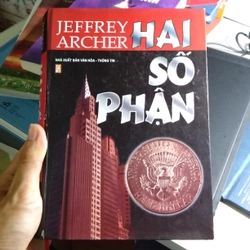 JEFFREY
ARCHER
HAI
SỐ
PHẬN
NHÀ XUẤT BẢN VĂN HÓA - THÔNG TIN